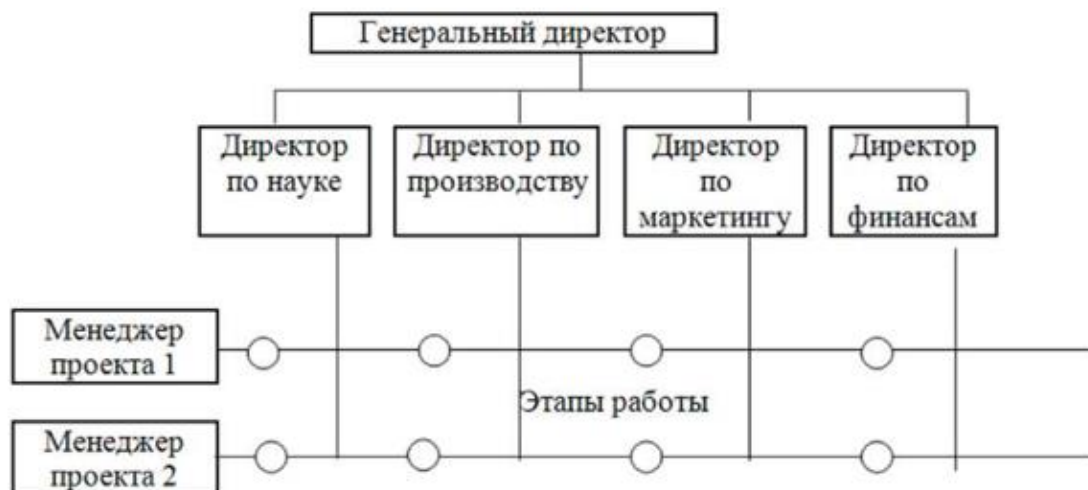 Генеральный директор
Директор
по науке
Директор по
производству
Директор
по
маркетингу
Директор
по
финансам
Менеджер
проекта 1
Этапы работы
Менеджер
проекта 2